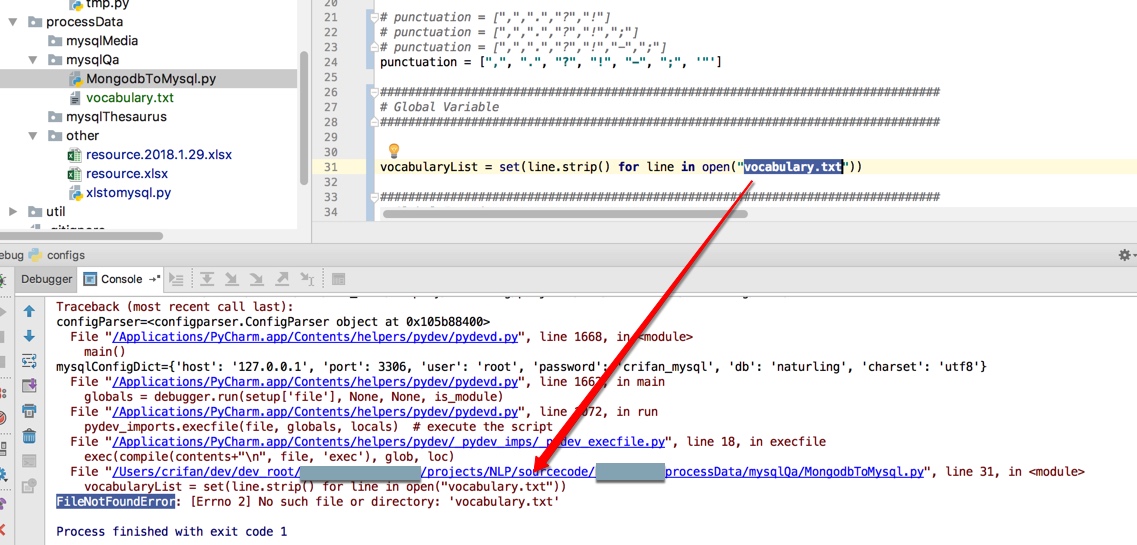 tmp.py
processData
mysqlMedia
mysqlQa
MongodbToMysql.py
vocabulary.txt
mysqlThesaurus
other
resource.2018.1.29.xlsx
resource.xlsx
xlstomysql.py
util
.gitignore
20
21 # punctuation = [",",".","?","!"]
22 # punctuation = [",",".","?","!",";"]
23 # punctuation = [",",".","?","!","-",";"]
24 punctuation = [",", ".", "?", "!", "-", ";", '"']
26 ################################################################################
27 # Global Variable
28 ################################################################################
29
30
31 vocabularyList = set(line.strip() for line in open("vocabulary.txt"))
32
33 ################################################################################
34
ebug configs
Debugger Console
Traceback (most recent call last):
configParser=<configparser.ConfigParser object at 0x105b88400>
File "/Applications/PyCharm.app/Contents/helpers/pydev/pydevd.py", line 1668, in <module>
main()
mysqlConfigDict={'host': '127.0.0.1', 'port': 3306, 'user': 'root', 'password': 'crifan_mysql', 'db': 'naturling', 'charset': 'utf8'}
File "/Applications/PyCharm.app/Contents/helpers/pydev/pydevd.py", line 1662, in main
globals = debugger.run(setup['file'], None, None, is_module)
File "/Applications/PyCharm.app/Contents/helpers/pydev/pydevd.py", line 1072, in run
pydev_imports.execfile(file, globals, locals) # execute the script
File "/Applications/PyCharm.app/Contents/helpers/pydev/_pydev_imps/_pydev_execfile.py", line 18, in execfile
exec(compile(contents+"\n", file, 'exec'), glob, loc)
File "/Users/crifan/dev/dev_root/ /projects/NLP/sourcecode/ processData/mysqlQa/MongodbToMysql.py", line 31, in <module>
vocabularyList = set(line.strip() for line in open("vocabulary.txt"))
FileNotFoundError: [Errno 2] No such file or directory: 'vocabulary.txt'
Process finished with exit code 1